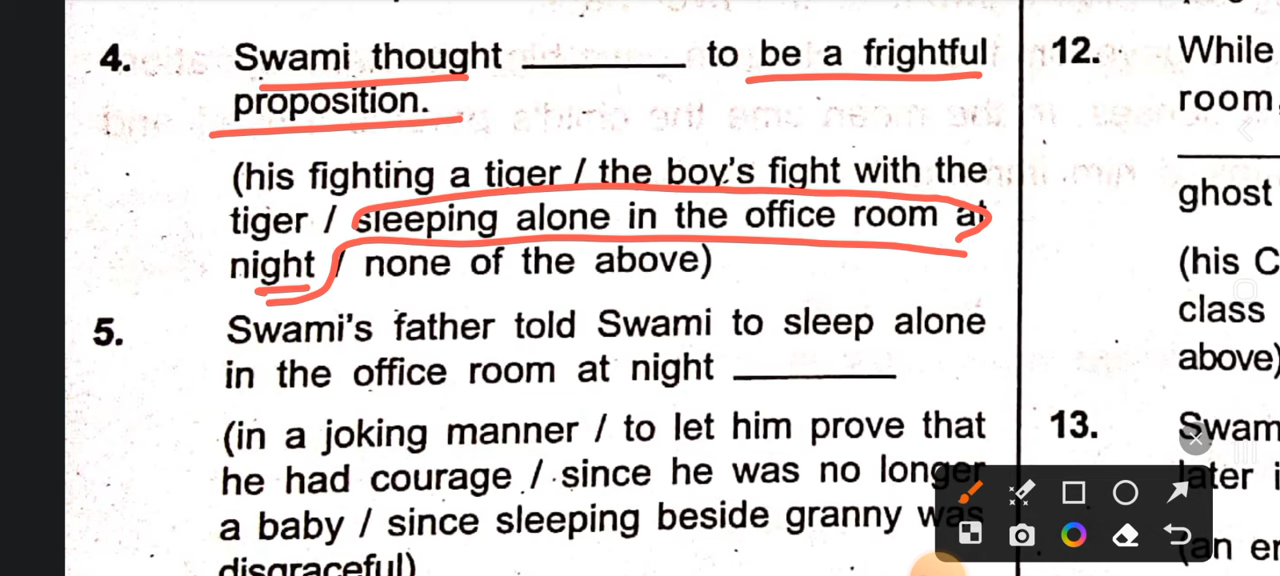 4. Swami thought ________ to be a frightful
proposition.
(his fighting a tiger / the boy's fight with the
tiger / sleeping alone in the office room at
night / none of the above)
5. Swami's father told Swami to sleep alone
in the office room at night ________
(in a joking manner / to let him prove that
he had courage / since he was no longer
a baby / since sleeping beside granny was
disgraceful)
12. While
room
ghost
(his C
class
above)
13. Swam
later i
(an er